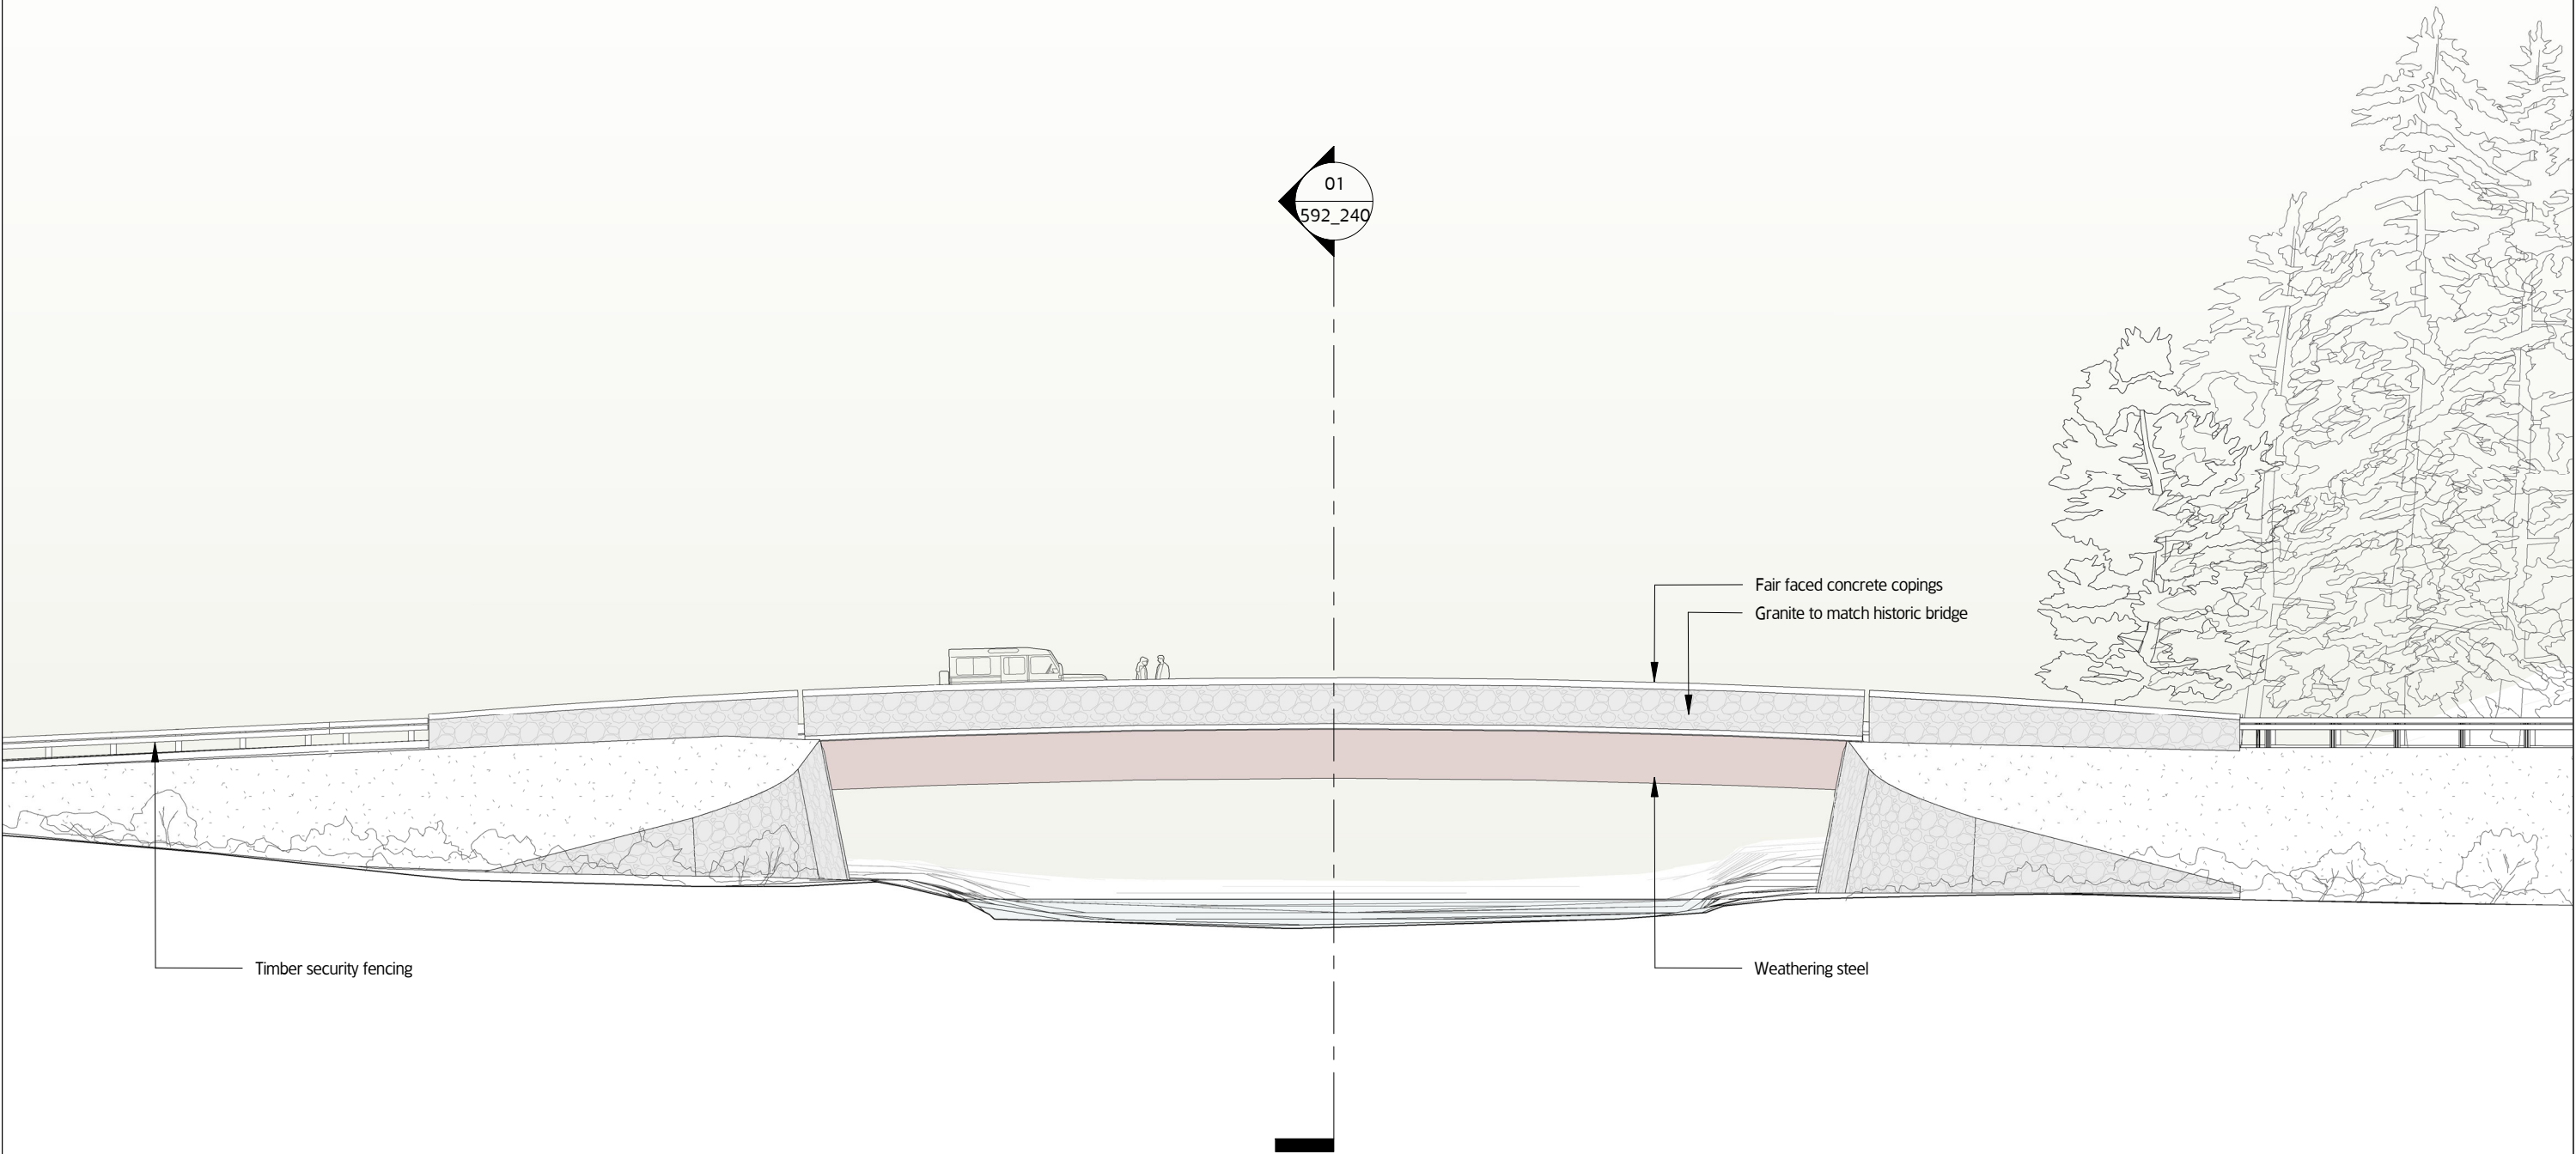 01
592_240
Fair faced concrete copings
Granite to match historic bridge
Timber security fencing
Weathering steel